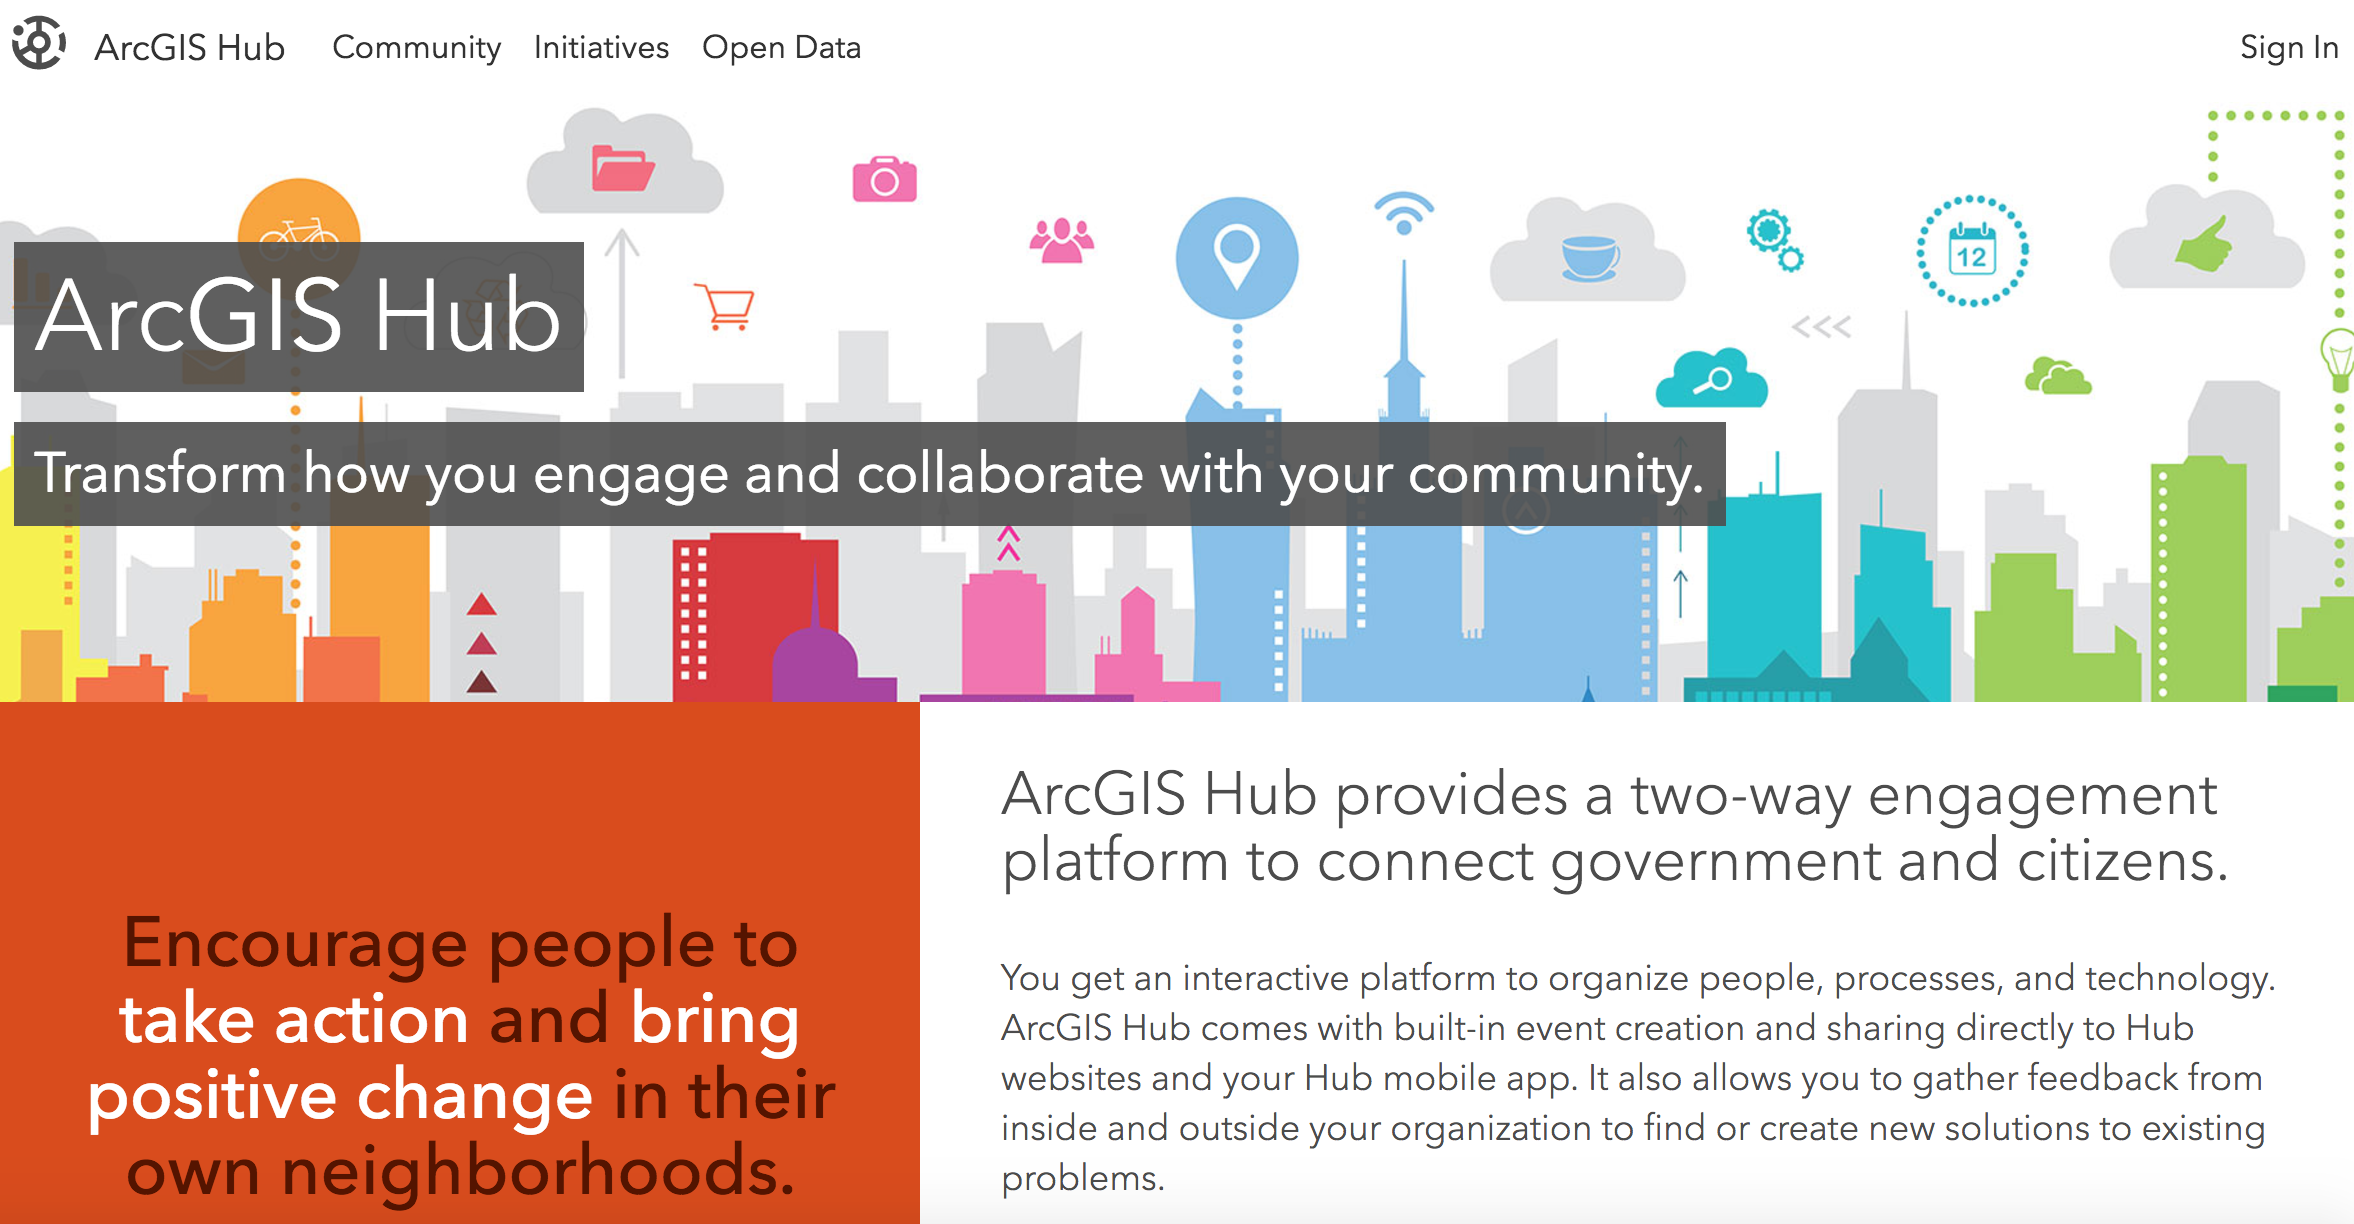 ArcGIS Hub Community Initiatives Open Data Sign In
12
ArcGIS Hub
Transform how you engage and collaborate with your community.
Encourage people to
take action and bring
positive change in their
own neighborhoods.
ArcGIS Hub provides a two-way engagement
platform to connect government and citizens.
You get an interactive platform to organize people, processes, and technology.
ArcGIS Hub comes with built-in event creation and sharing directly to Hub
websites and your Hub mobile app. It also allows you to gather feedback from
inside and outside your organization to find or create new solutions to existing
problems.